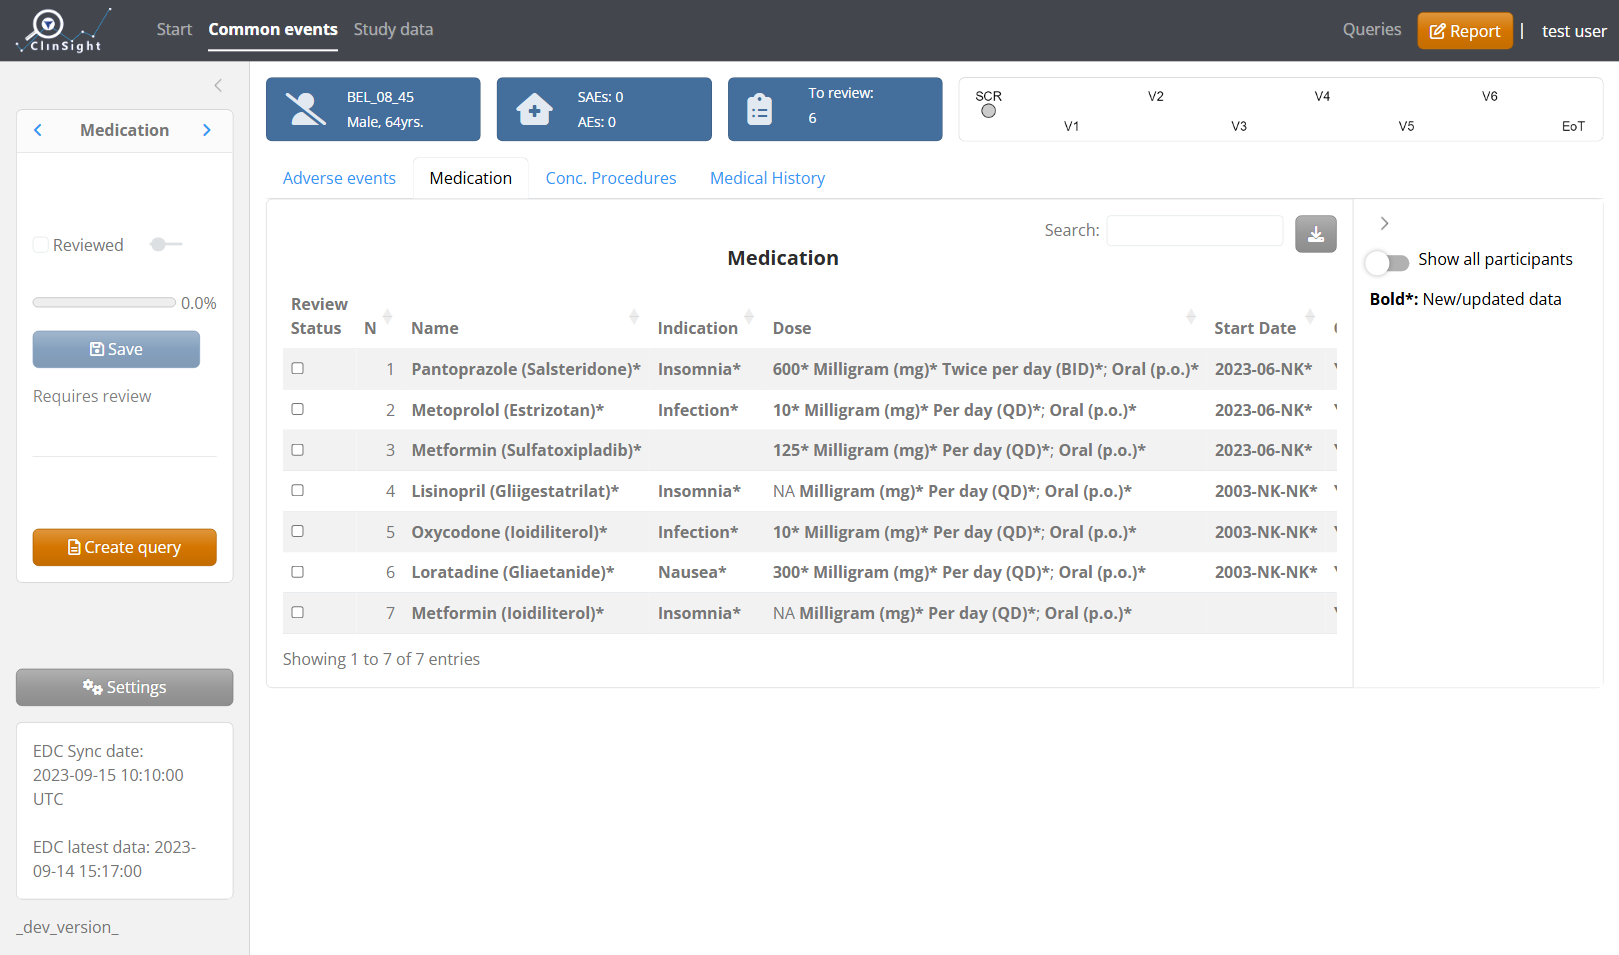 ClinSight
Start Common events Study data
Queries Report | test user
Medication
Reviewed
0.0%
Save
Requires review
Create query
Settings
EDC Sync date:
2023-09-15 10:10:00
UTC
EDC latest data: 2023-
09-14 15:17:00
_dev_version_
BEL_08_45
Male, 64yrs.
SAEs: 0
AEs: 0
To review:
6
SCR V2 V4 V6
V1 V3 V5 EoT
Adverse events Medication Conc. Procedures Medical History
Search:
Medication
Review
Status N Name Indication Dose Start Date
1 Pantoprazole (Salsteridone)* Insomnia* 600* Milligram (mg)* Twice per day (BID)*; Oral (p.o.)* 2023-06-NK*
2 Metoprolol (Estrizotan)* Infection* 10* Milligram (mg)* Per day (QD)*; Oral (p.o.)* 2023-06-NK*
3 Metformin (Sulfatoxipladib)* 125* Milligram (mg)* Per day (QD)*; Oral (p.o.)* 2023-06-NK*
4 Lisinopril (Gliigestatrilat)* Insomnia* NA Milligram (mg)* Per day (QD)*; Oral (p.o.)* 2003-NK-NK*
5 Oxycodone (Ioidiliterol)* Infection* 10* Milligram (mg)* Per day (QD)*; Oral (p.o.)* 2003-NK-NK*
6 Loratadine (Gliaetanide)* Nausea* 300* Milligram (mg)* Per day (QD)*; Oral (p.o.)* 2003-NK-NK*
7 Metformin (Ioidiliterol)* Insomnia* NA Milligram (mg)* Per day (QD)*; Oral (p.o.)*
Showing 1 to 7 of 7 entries
Show all participants
Bold*: New/updated data